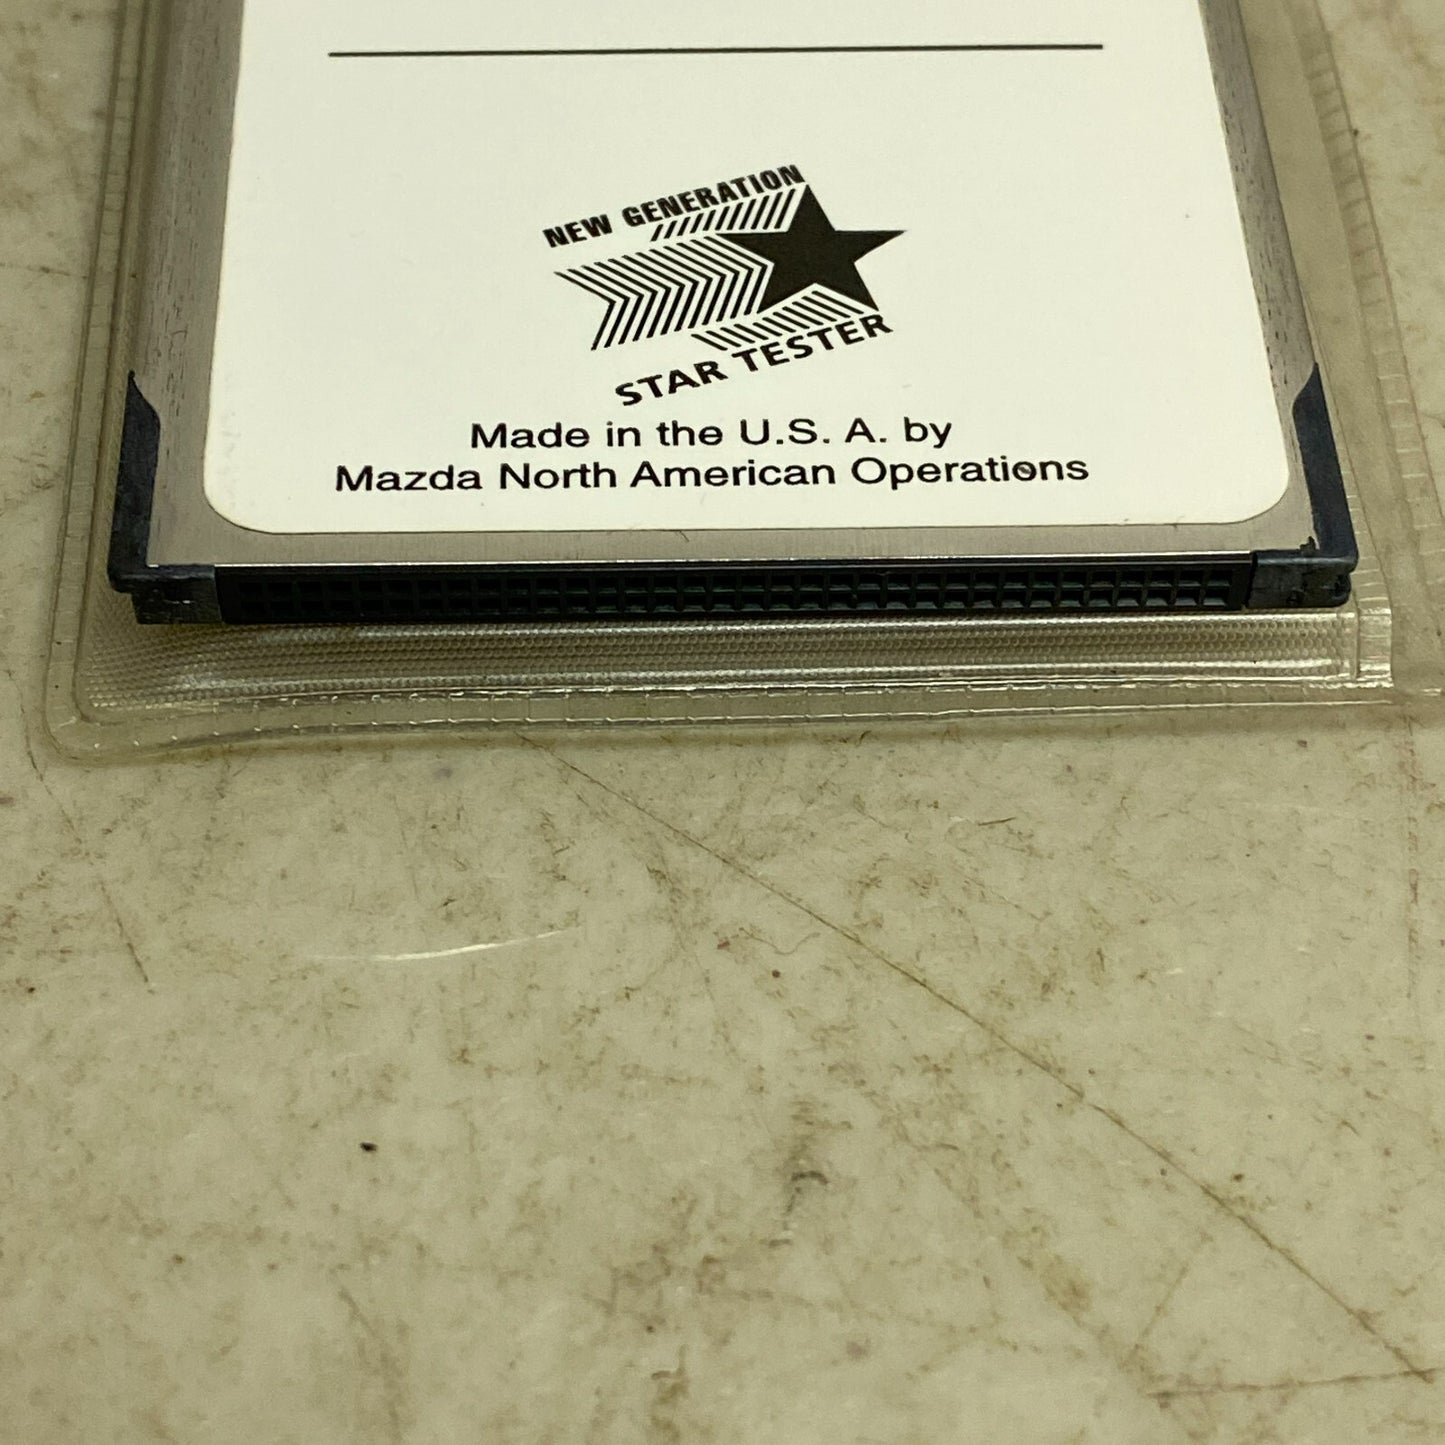 NEW GENERATION
STAR TESTER
Made in the U.S. A. by
Mazda North American Operations